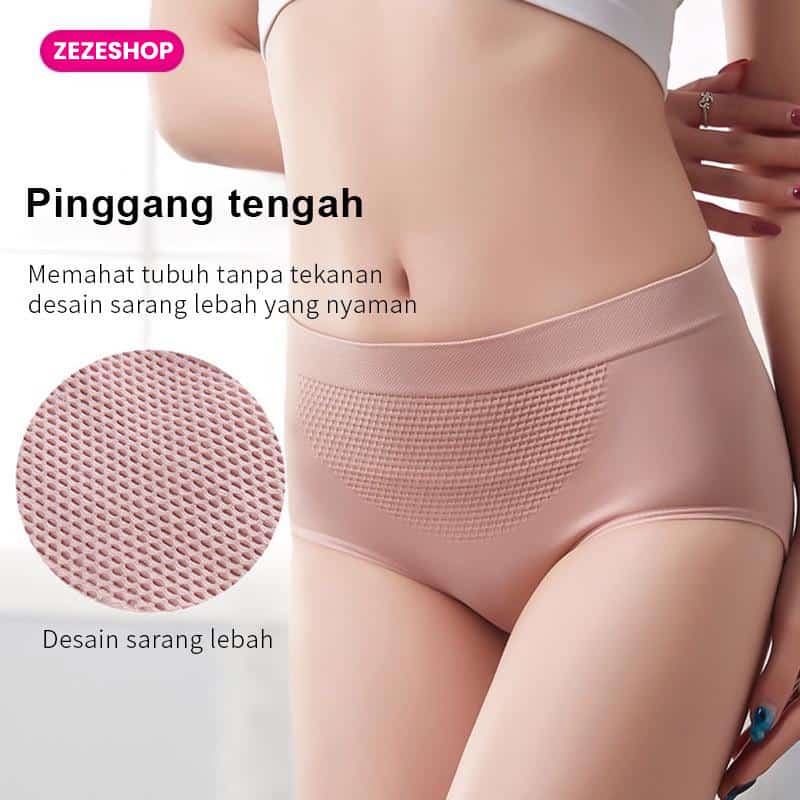 ZEZESHOP
Pinggang tengah
Memahat tubuh tanpa tekanan
desain sarang lebah yang nyaman
Desain sarang lebah